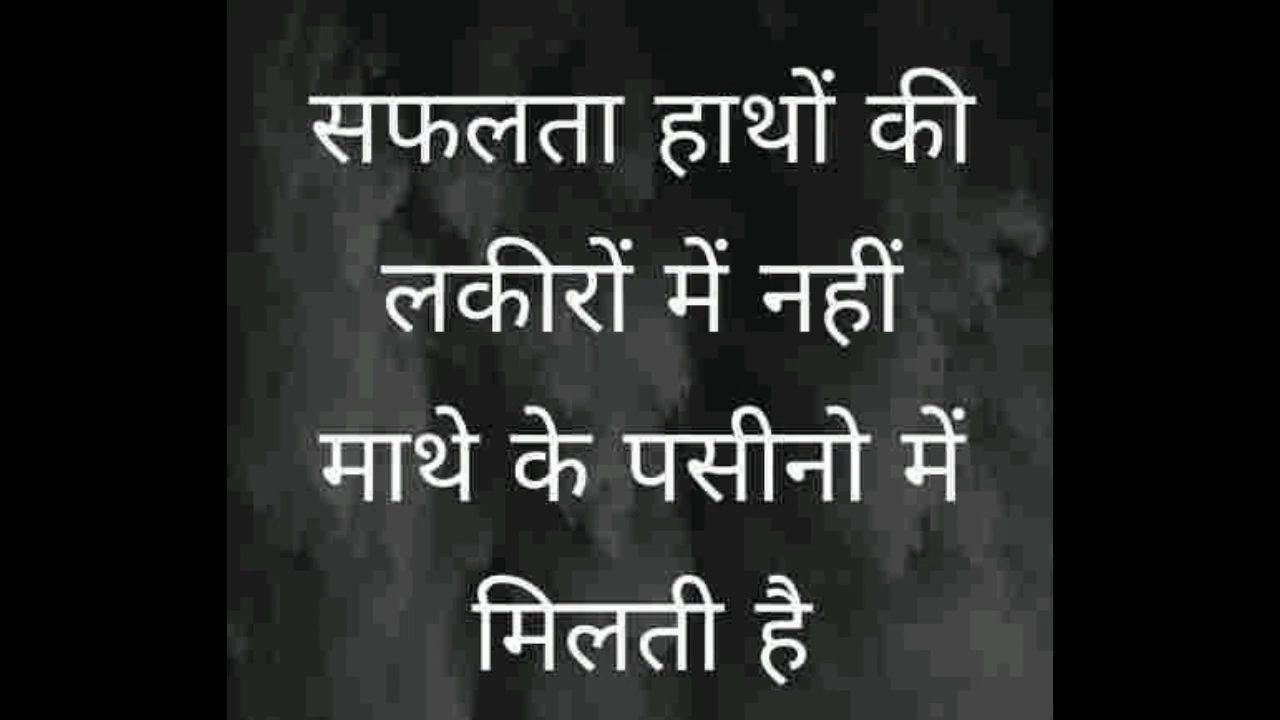 सफलता हाथों की
लकीरों में नहीं
माथे के पसीनो में
मिलती है